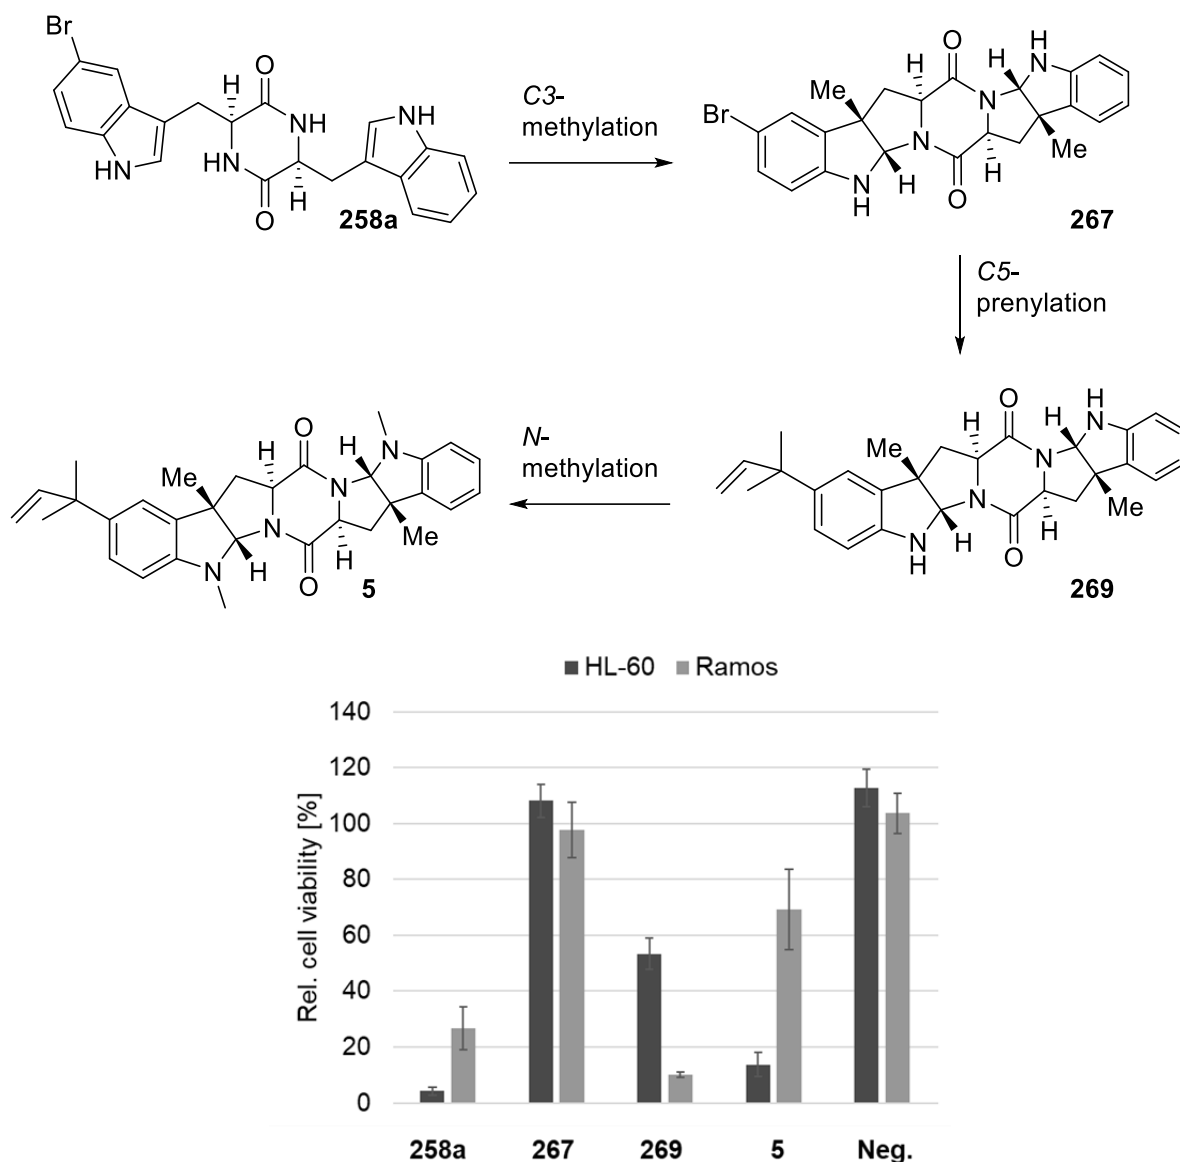 Br
H
O
NH
HN
O
H
HN
NH
258a
C3-
methylation
Br
Me
H
O
N
H
H
N
N
H
H
O
H
Me
267
C5-
prenylation
Me
H
O
N
H
H
N
N
H
H
O
H
Me
269
N-
methylation
Me
H
O
N
H
N
N
H
N
O
H
Me
5
HL-60 Ramos
Rel. cell viability [%]
140
120
100
80
60
40
20
0
258a 267 269 5 Neg.